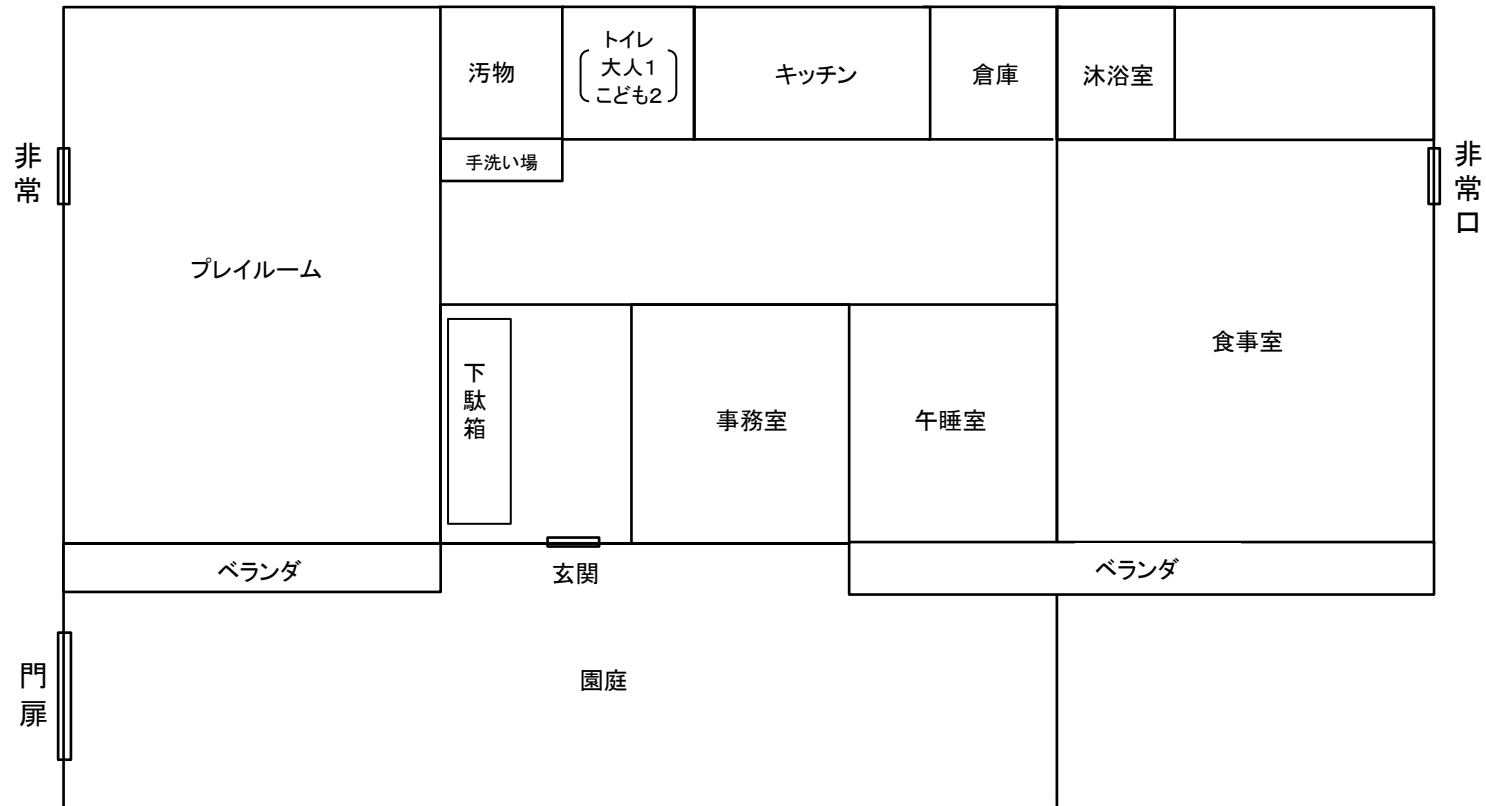 汚物
トイレ
大人1
こども2
キッチン
倉庫
沐浴室
手洗い場
非常
非常口
プレイルーム
下駄箱
事務室
午睡室
食事室
ベランダ
玄関
ベランダ
門扉
園庭